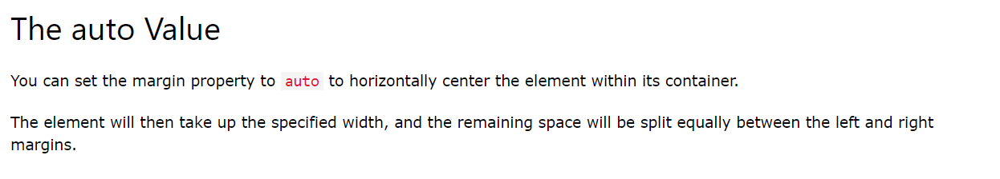 The auto Value
You can set the margin property to auto to horizontally center the element within its container.
The element will then take up the specified width, and the remaining space will be split equally between the left and right
margins.